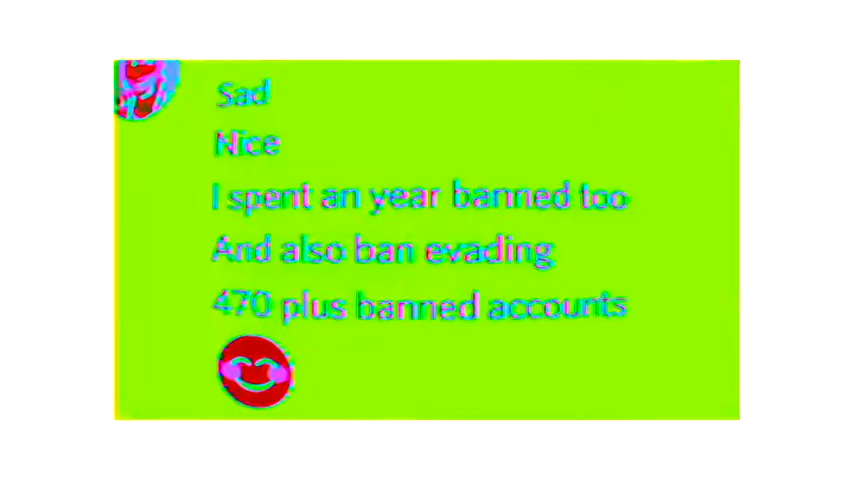 Sad
Nice
I spent an year banned too
And also ban evading
470 plus banned accounts